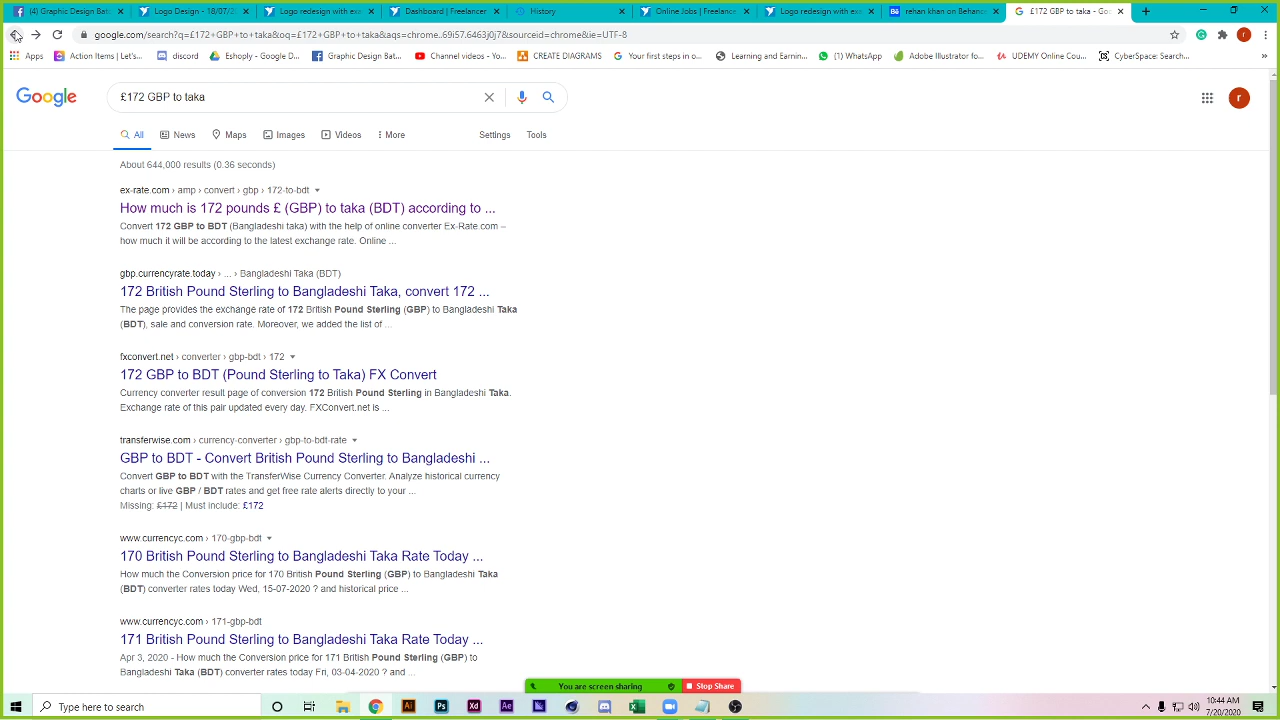 (4) Graphic Design Bat
Logo Design - 18/07/2
Logo redesign with exc
Dashboard | Freelancer
History
Online Jobs | Freelance
Logo redesign with exc
rehan khan on Behance
£172 GBP to taka - Goo
google.com/search?q=£172+GBP+to+taka&oq=£172+GBP+to+taka&aqs=chrome..69i57.6463j0j7&sourceid=chrome&ie=UTF-8
Apps
Action Items | Let's...
discord
Eshoply - Google D...
Graphic Design Bat...
Channel videos - Yo...
CREATE DIAGRAMS
Your first steps in o...
Learning and Earnin...
(1) WhatsApp
Adobe Illustrator fo...
UDEMY Online Cou...
CyberSpace: Search...
»
Google
£172 GBP to taka
r
All
News
Maps
Images
Videos
More
Settings
Tools
About 644,000 results (0.36 seconds)
ex-rate.com › amp › convert › gbp › 172-to-bdt
How much is 172 pounds £ (GBP) to taka (BDT) according to ...
Convert 172 GBP to BDT (Bangladeshi taka) with the help of online converter Ex-Rate.com –
how much it will be according to the latest exchange rate. Online ...
gbp.currencyrate.today › ... › Bangladeshi Taka (BDT)
172 British Pound Sterling to Bangladeshi Taka, convert 172 ...
The page provides the exchange rate of 172 British Pound Sterling (GBP) to Bangladeshi Taka
(BDT), sale and conversion rate. Moreover, we added the list of ...
fxconvert.net › converter › gbp-bdt › 172
172 GBP to BDT (Pound Sterling to Taka) FX Convert
Currency converter result page of conversion 172 British Pound Sterling in Bangladeshi Taka.
Exchange rate of this pair updated every day. FXConvert.net is ...
transferwise.com › currency-converter › gbp-to-bdt-rate
GBP to BDT - Convert British Pound Sterling to Bangladeshi ...
Convert GBP to BDT with the TransferWise Currency Converter. Analyze historical currency
charts or live GBP / BDT rates and get free rate alerts directly to your ...
Missing: £172 | Must include: £172
www.currencyc.com › 170-gbp-bdt
170 British Pound Sterling to Bangladeshi Taka Rate Today ...
How much the Conversion price for 170 British Pound Sterling (GBP) to Bangladeshi Taka
(BDT) converter rates today Wed, 15-07-2020 ? and historical price ...
www.currencyc.com › 171-gbp-bdt
171 British Pound Sterling to Bangladeshi Taka Rate Today ...
Apr 3, 2020 - How much the Conversion price for 171 British Pound Sterling (GBP) to
Bangladeshi Taka (BDT) converter rates today Fri, 03-04-2020 ? and ...
You are screen sharing
Stop Share
Type here to search
10:44 AM
7/20/2020